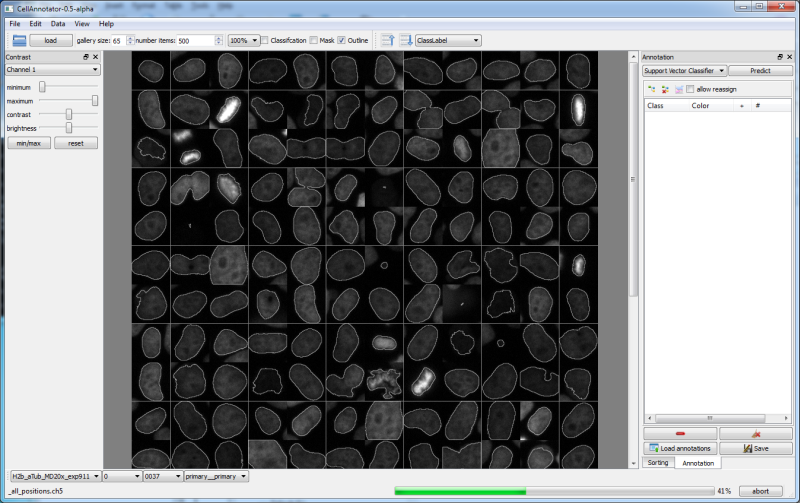 CellAnnotator-0.5-alpha
File Edit Data View Help
load gallery size: 65 number items: 500 100% Classifcation Mask Outline ClassLabel
Contrast
Channel 1
minimum
maximum
contrast
brightness
min/max reset
Annotation
Support Vector Classifier Predict
allow reassign
Class Color #
Load annotations Save
Sorting Annotation
H2b_aTub_MD20x_exp911 0 0037 primary__primary
_all_positions.ch5 41% abort